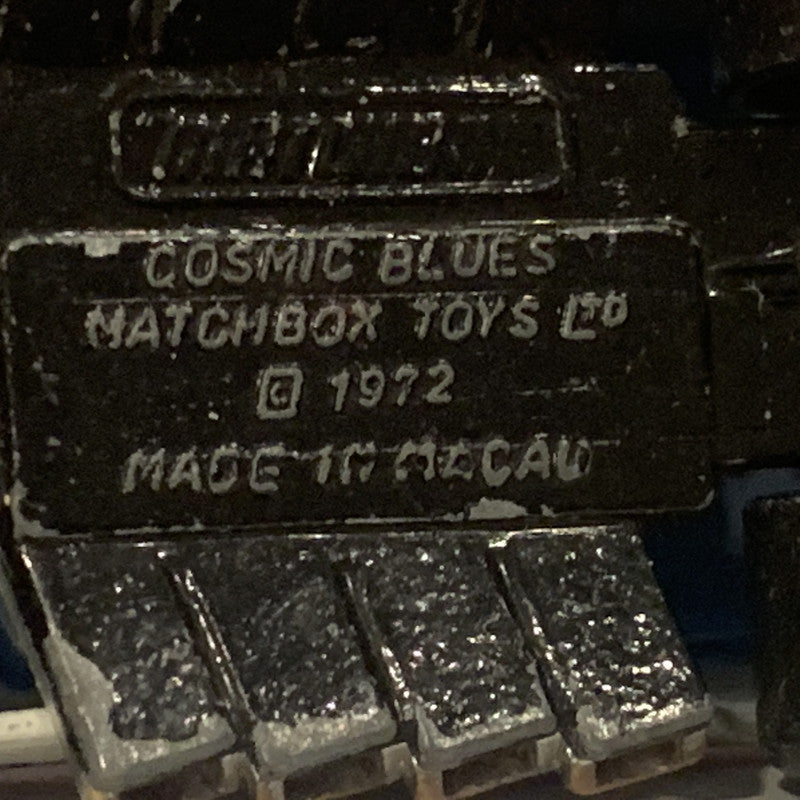 COSMIC BLUES
MATCHBOX TOYS LTD
© 1972
MADE IN MACAU